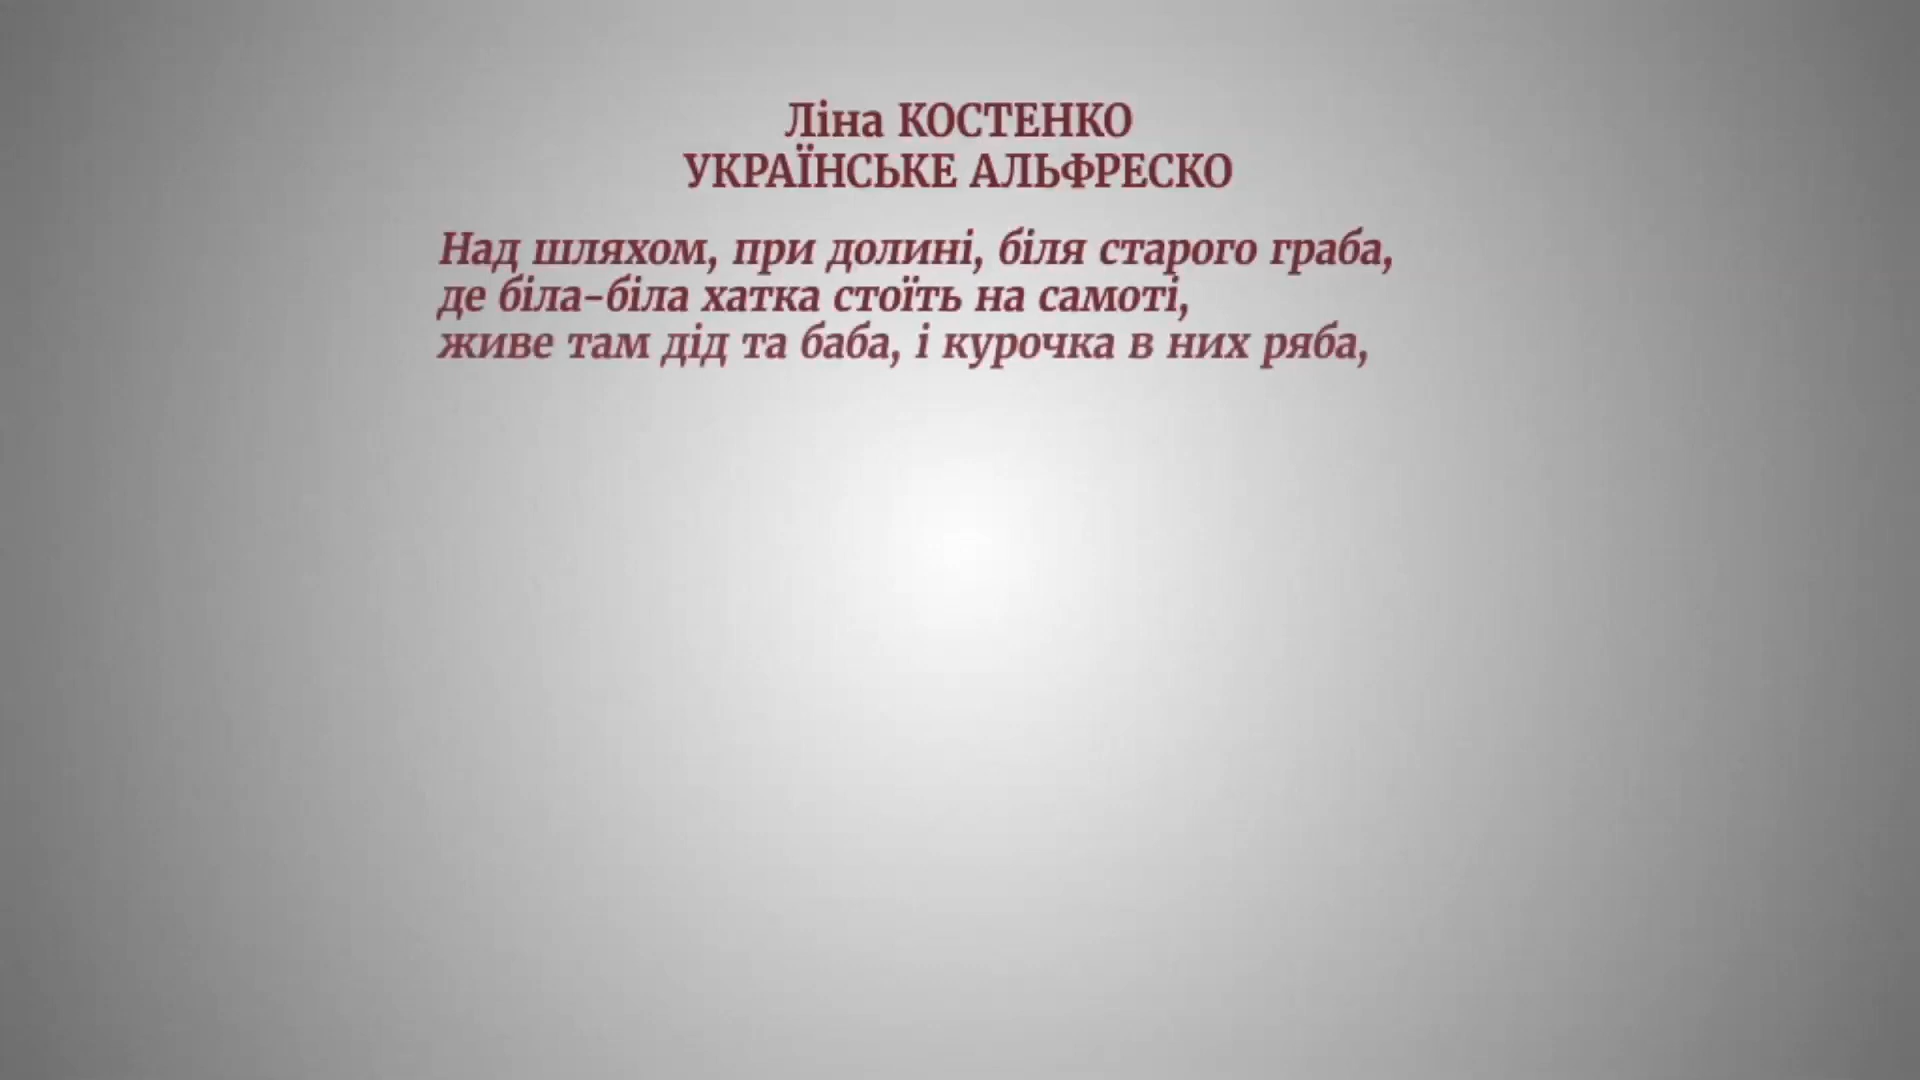 Ліна КОСТЕНКО
УКРАЇНСЬКЕ АЛЬФРЕСКО
Над шляхом, при долині, біля старого граба,
де біла-біла хатка стоїть на самоті,
живе там дід та баба, і курочка в них ряба,